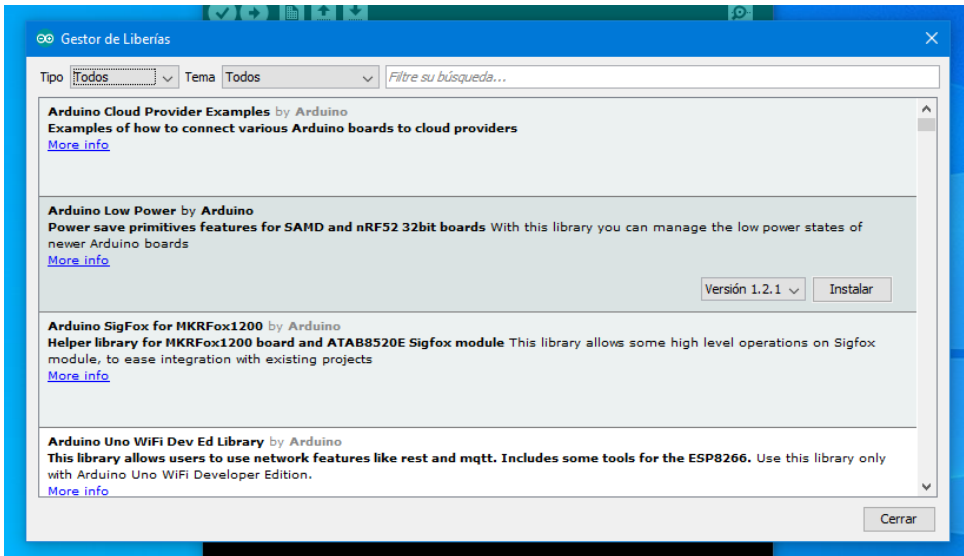 Gestor de Liberías
Tipo Todos Tema Todos Filtre su búsqueda...
Arduino Cloud Provider Examples by Arduino
Examples of how to connect various Arduino boards to cloud providers
More info
Arduino Low Power by Arduino
Power save primitives features for SAMD and nRF52 32bit boards With this library you can manage the low power states of
newer Arduino boards
More info
Versión 1.2.1 Instalar
Arduino SigFox for MKRFox1200 by Arduino
Helper library for MKRFox1200 board and ATAB8520E Sigfox module This library allows some high level operations on Sigfox
module, to ease integration with existing projects
More info
Arduino Uno WiFi Dev Ed Library by Arduino
This library allows users to use network features like rest and mqtt. Includes some tools for the ESP8266. Use this library only
with Arduino Uno WiFi Developer Edition.
More info
Cerrar